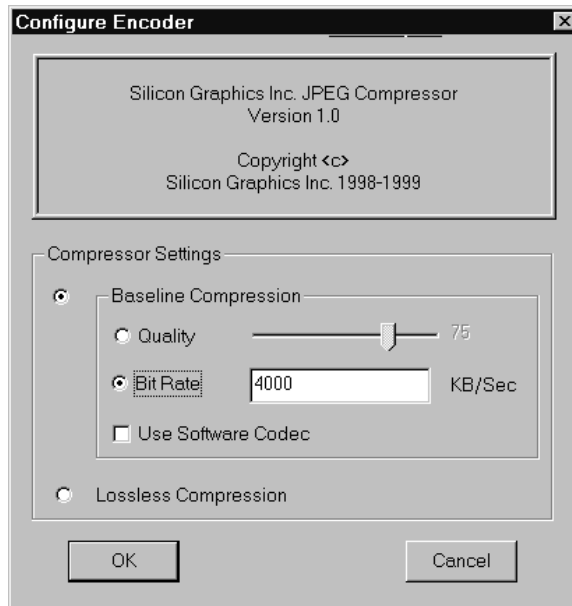 Configure Encoder
Silicon Graphics Inc. JPEG Compressor
Version 1.0
Copyright <c>
Silicon Graphics Inc. 1998-1999
Compressor Settings
Baseline Compression
Quality 75
Bit Rate 4000 KB/Sec
Use Software Codec
Lossless Compression
OK Cancel